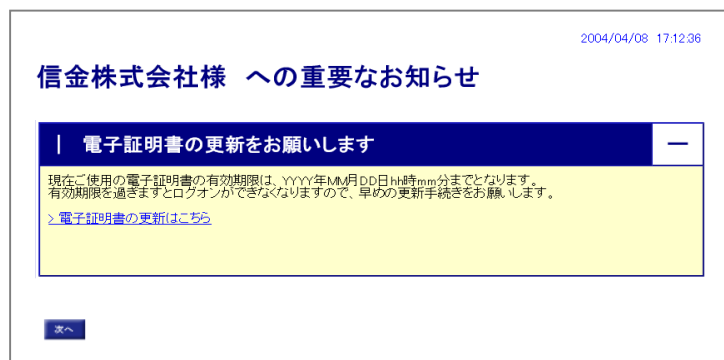 2004/04/08 17:12:36
信金株式会社様 への重要なお知らせ
| 電子証明書の更新をお願いします
現在ご使用の電子証明書の有効期限は、YYYY年MM月DD日hh時mm分までとなります。
有効期限を過ぎますとログオンができなくなりますので、早めの更新手続きをお願いします。
> 電子証明書の更新はこちら
次へ